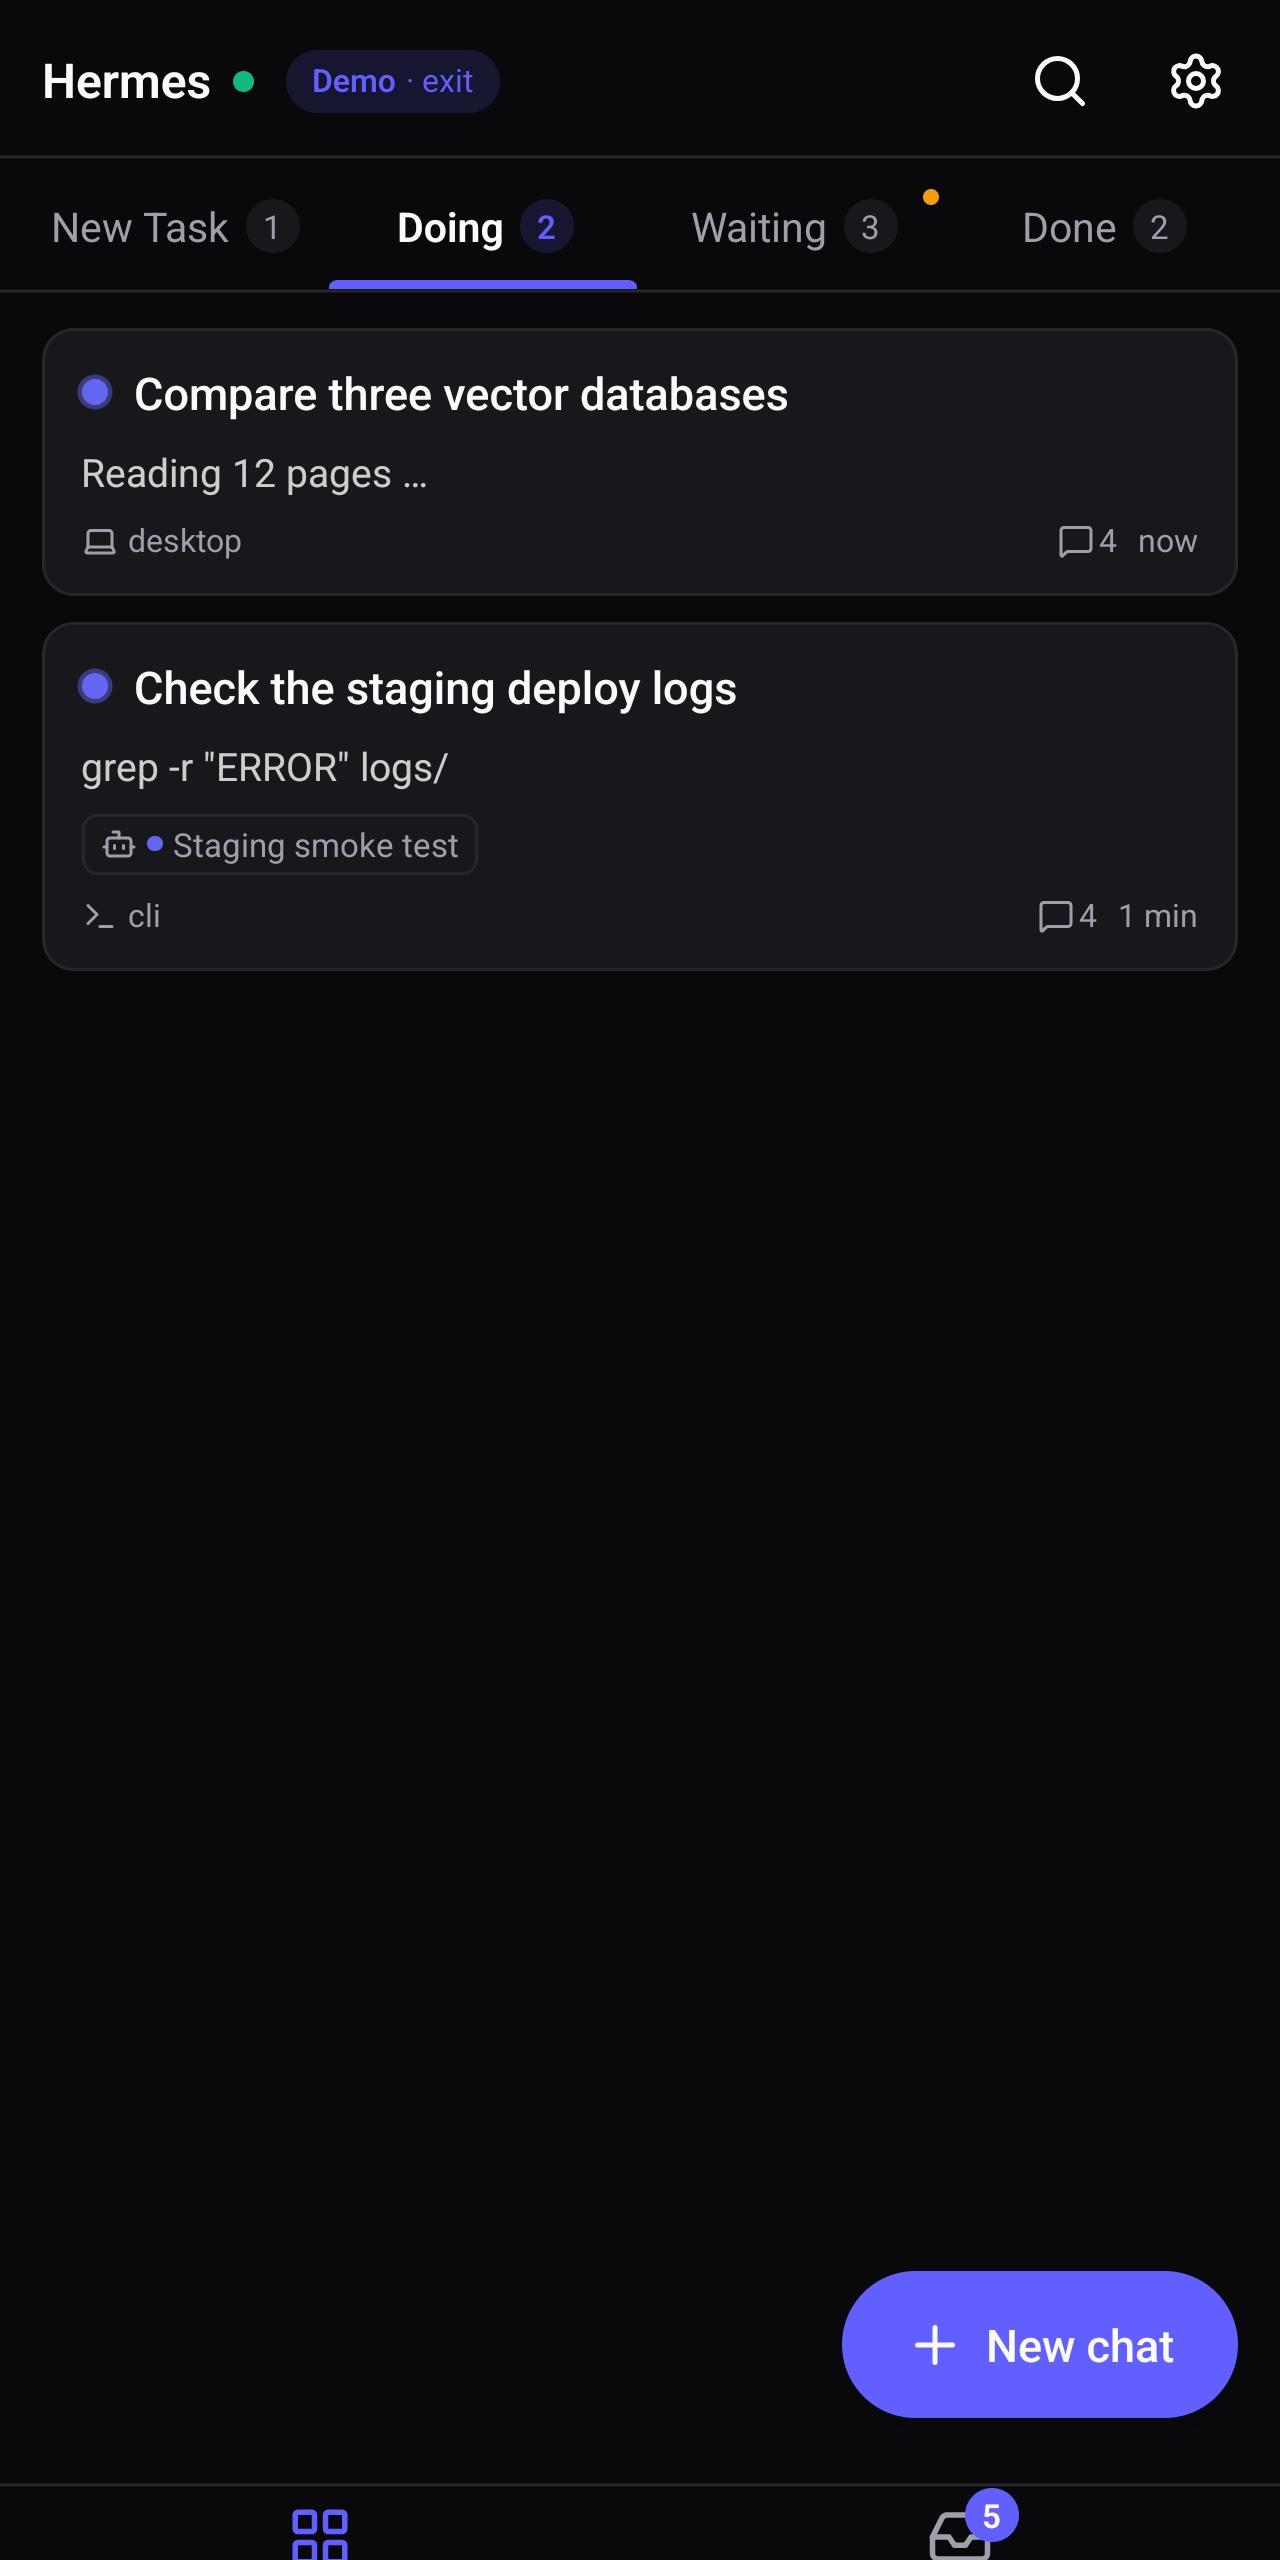 Hermes
Demo · exit
New Task 1
Doing 2
Waiting 3
Done 2
Compare three vector databases
Reading 12 pages …
desktop
4 now
Check the staging deploy logs
grep -r "ERROR" logs/
Staging smoke test
cli
4 1 min
New chat
5